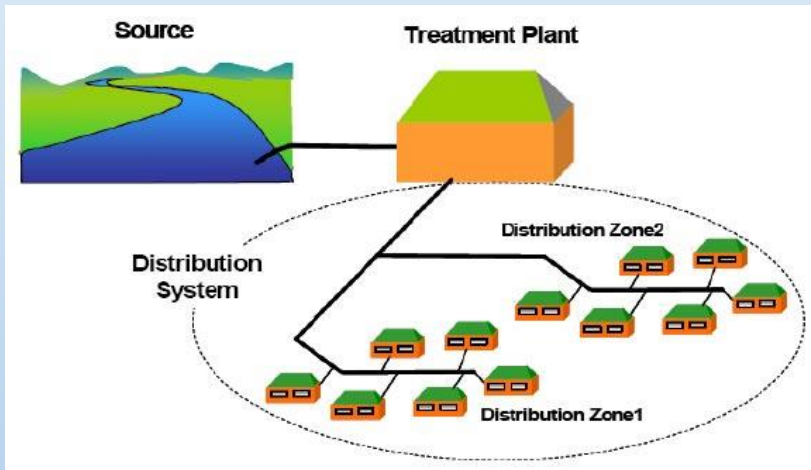 Source
Treatment Plant
Distribution Zone2
Distribution
System
Distribution Zone1